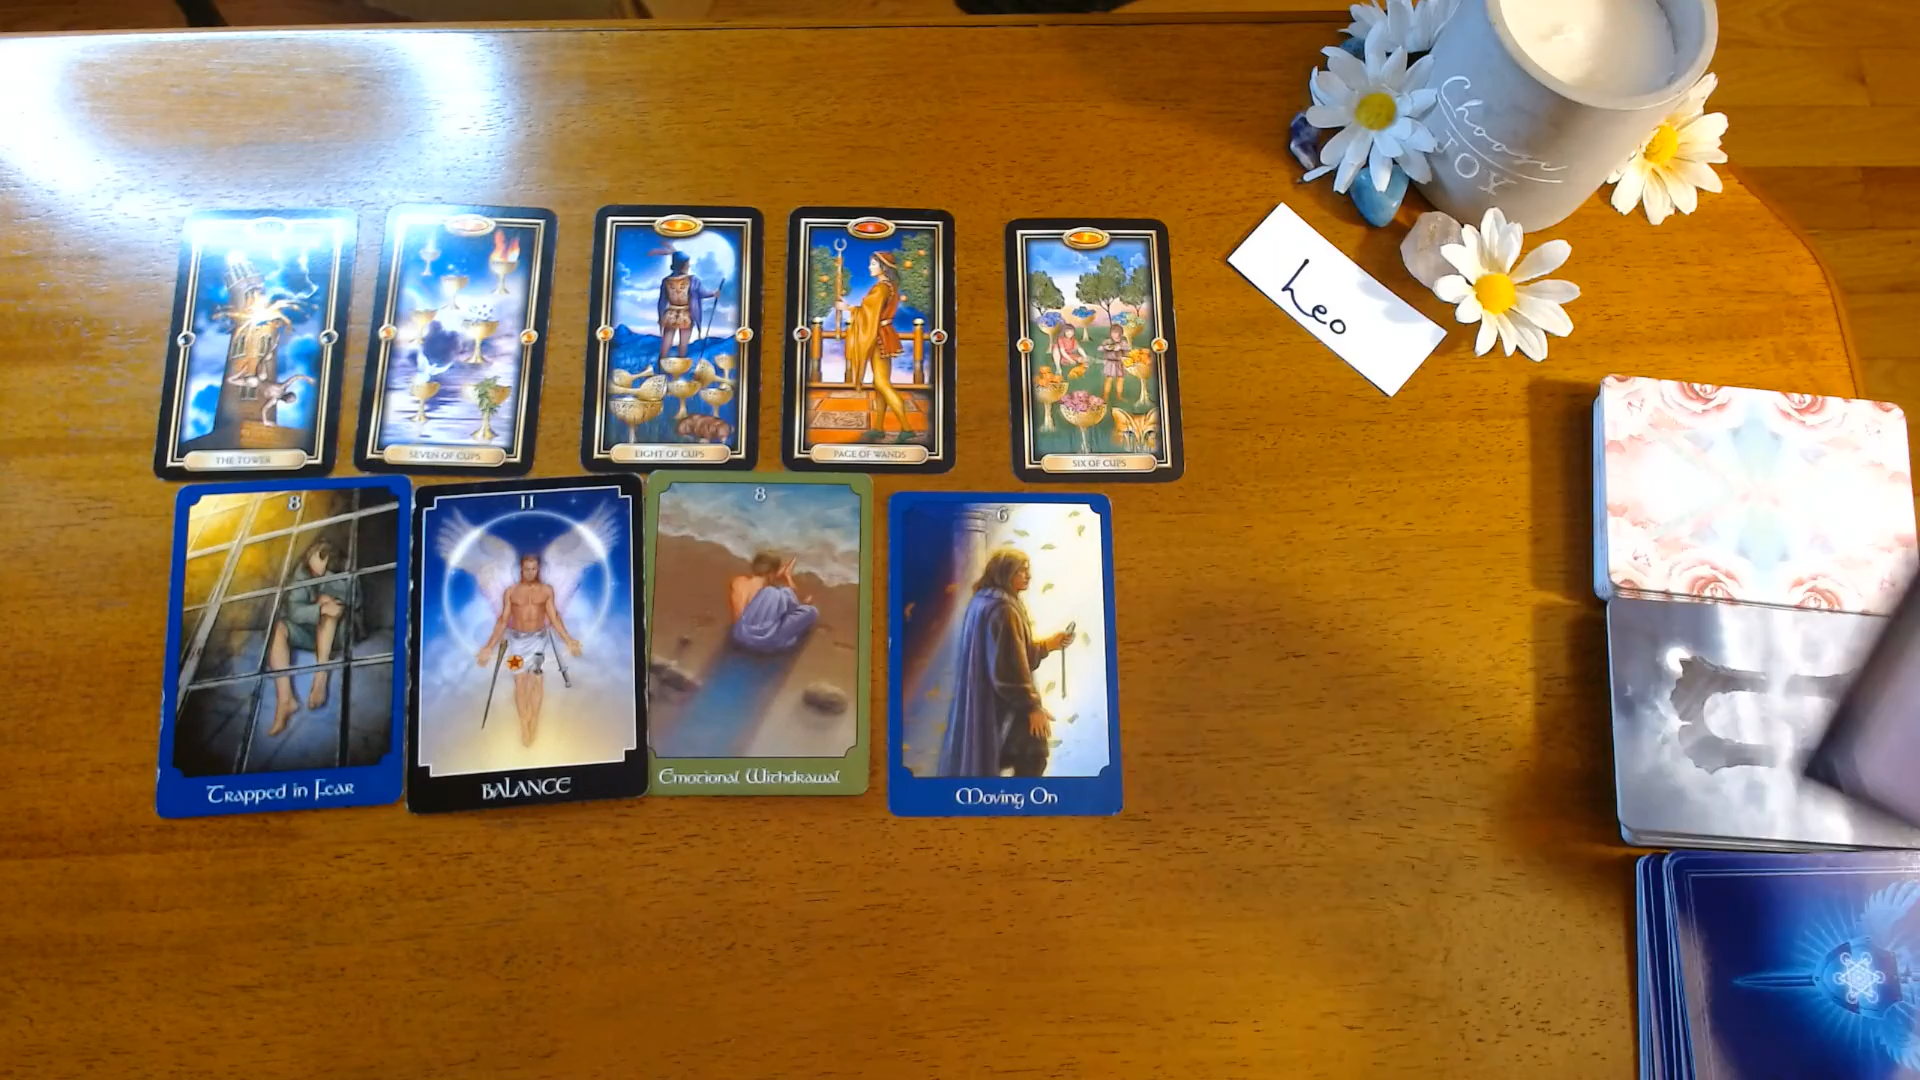 Choose
JOY
Leo
THE TOWER
SEVEN OF CUPS
EIGHT OF CUPS
PAGE OF WANDS
SIX OF CUPS
8
Trapped in Fear
11
BALANCE
8
Emotional Withdrawal
6
Moving On